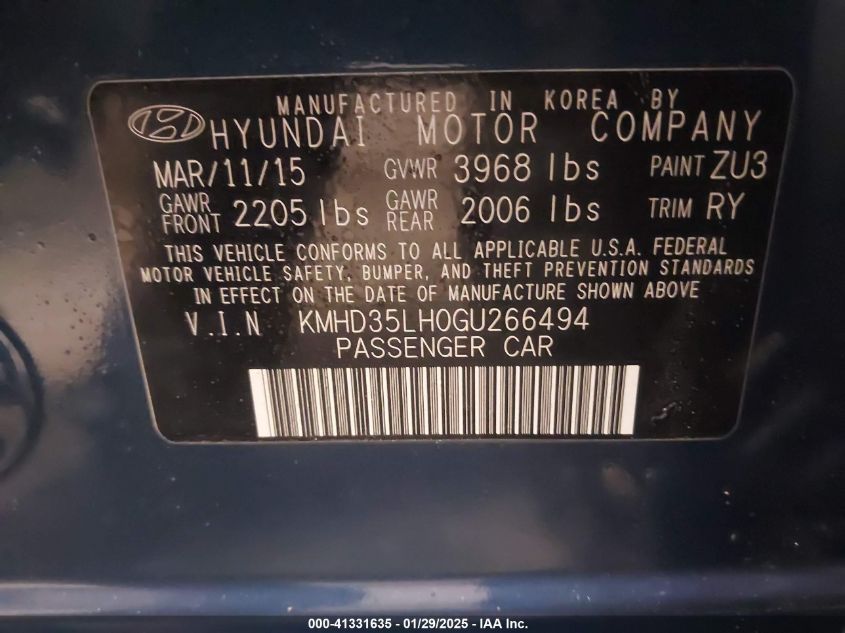 MANUFACTURED IN KOREA BY
HYUNDAI MOTOR COMPANY
MAR/11/15 GVWR 3968 lbs PAINT ZU3
GAWR FRONT 2205 lbs GAWR REAR 2006 lbs TRIM RY
THIS VEHICLE CONFORMS TO ALL APPLICABLE U.S.A. FEDERAL
MOTOR VEHICLE SAFETY, BUMPER, AND THEFT PREVENTION STANDARDS
IN EFFECT ON THE DATE OF MANUFACTURE SHOWN ABOVE
V.I.N KMHD35LH0GU266494
PASSENGER CAR
000-41331635 - 01/29/2025 - IAA Inc.